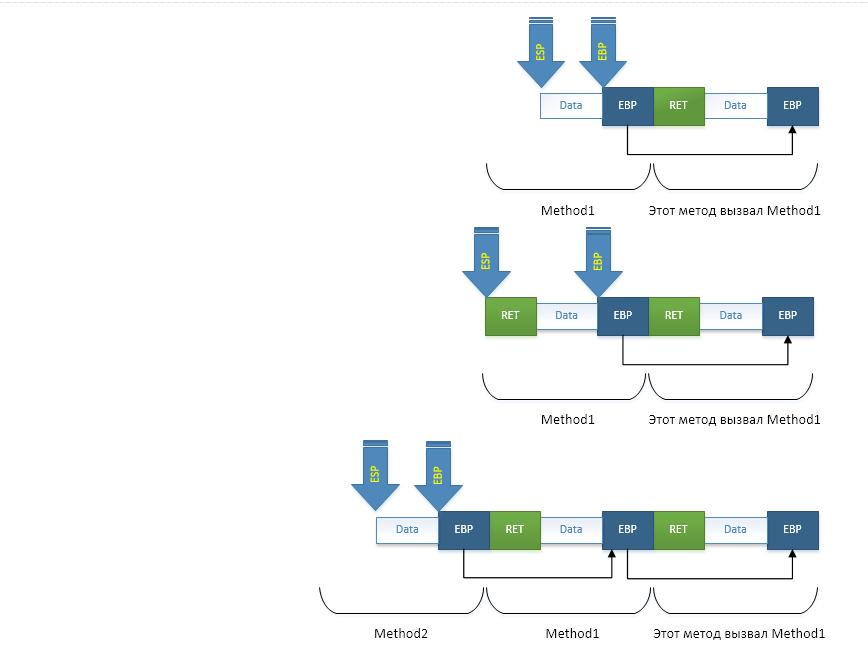 ESP EBP
Data EBP RET Data EBP
Method1 Этот метод вызвал Method1
ESP EBP
RET Data EBP RET Data EBP
Method1 Этот метод вызвал Method1
ESP EBP
Data EBP RET Data EBP RET Data EBP
Method2 Method1 Этот метод вызвал Method1